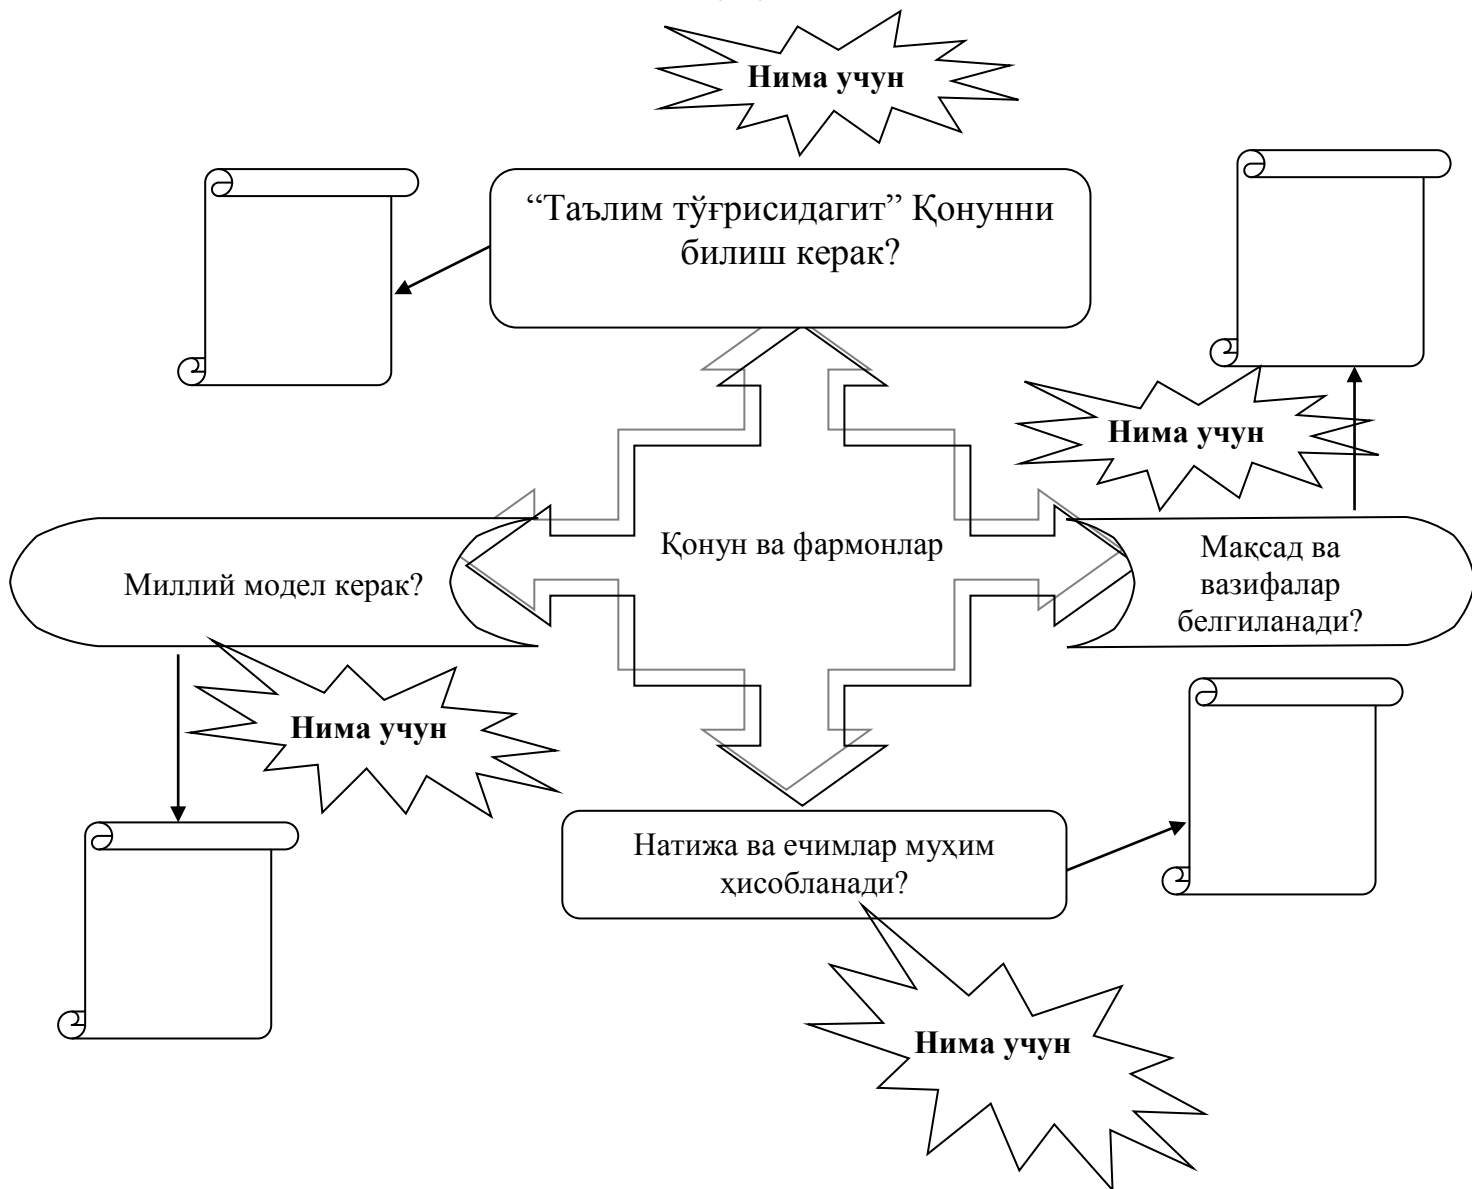 Нима учун
“Таълим тўғрисидагит” Қонунни
билиш керак?
Нима учун
Қонун ва фармонлар
Миллий модел керак?
Мақсад ва
вазифалар
белгиланади?
Нима учун
Натижа ва ечимлар муҳим
ҳисобланади?
Нима учун